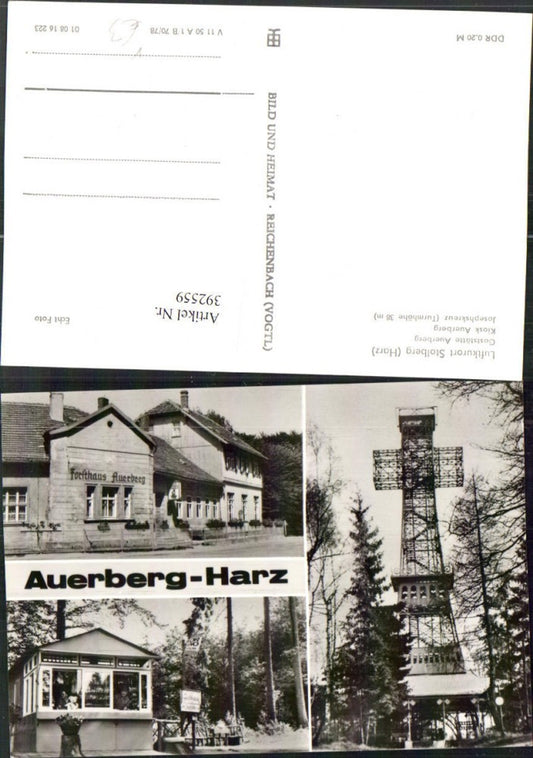 Luftkurort Stolberg (Harz)
Gaststätte Auerberg
Kiosk Auerberg
Josephskreuz (Turmhöhe 38 m)
DDR 0,20 M
BILD UND HEIMAT · REICHENBACH (VOGTL)
V 11 50 A 1 B 70/78
01 08 16 223
Echt Foto
Artikel Nr.
392559
Forsthaus Auerberg
Auerberg-Harz